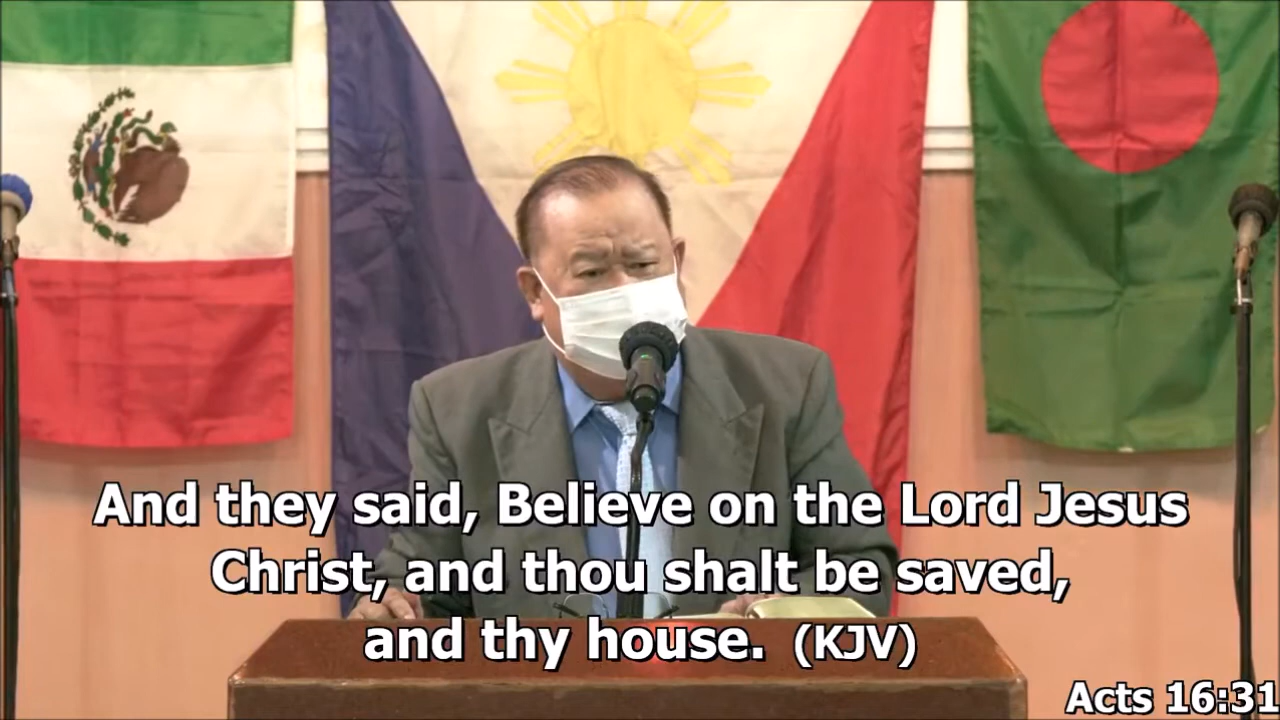 And they said, Believe on the Lord Jesus
Christ, and thou shalt be saved,
and thy house. (KJV)
Acts 16:31